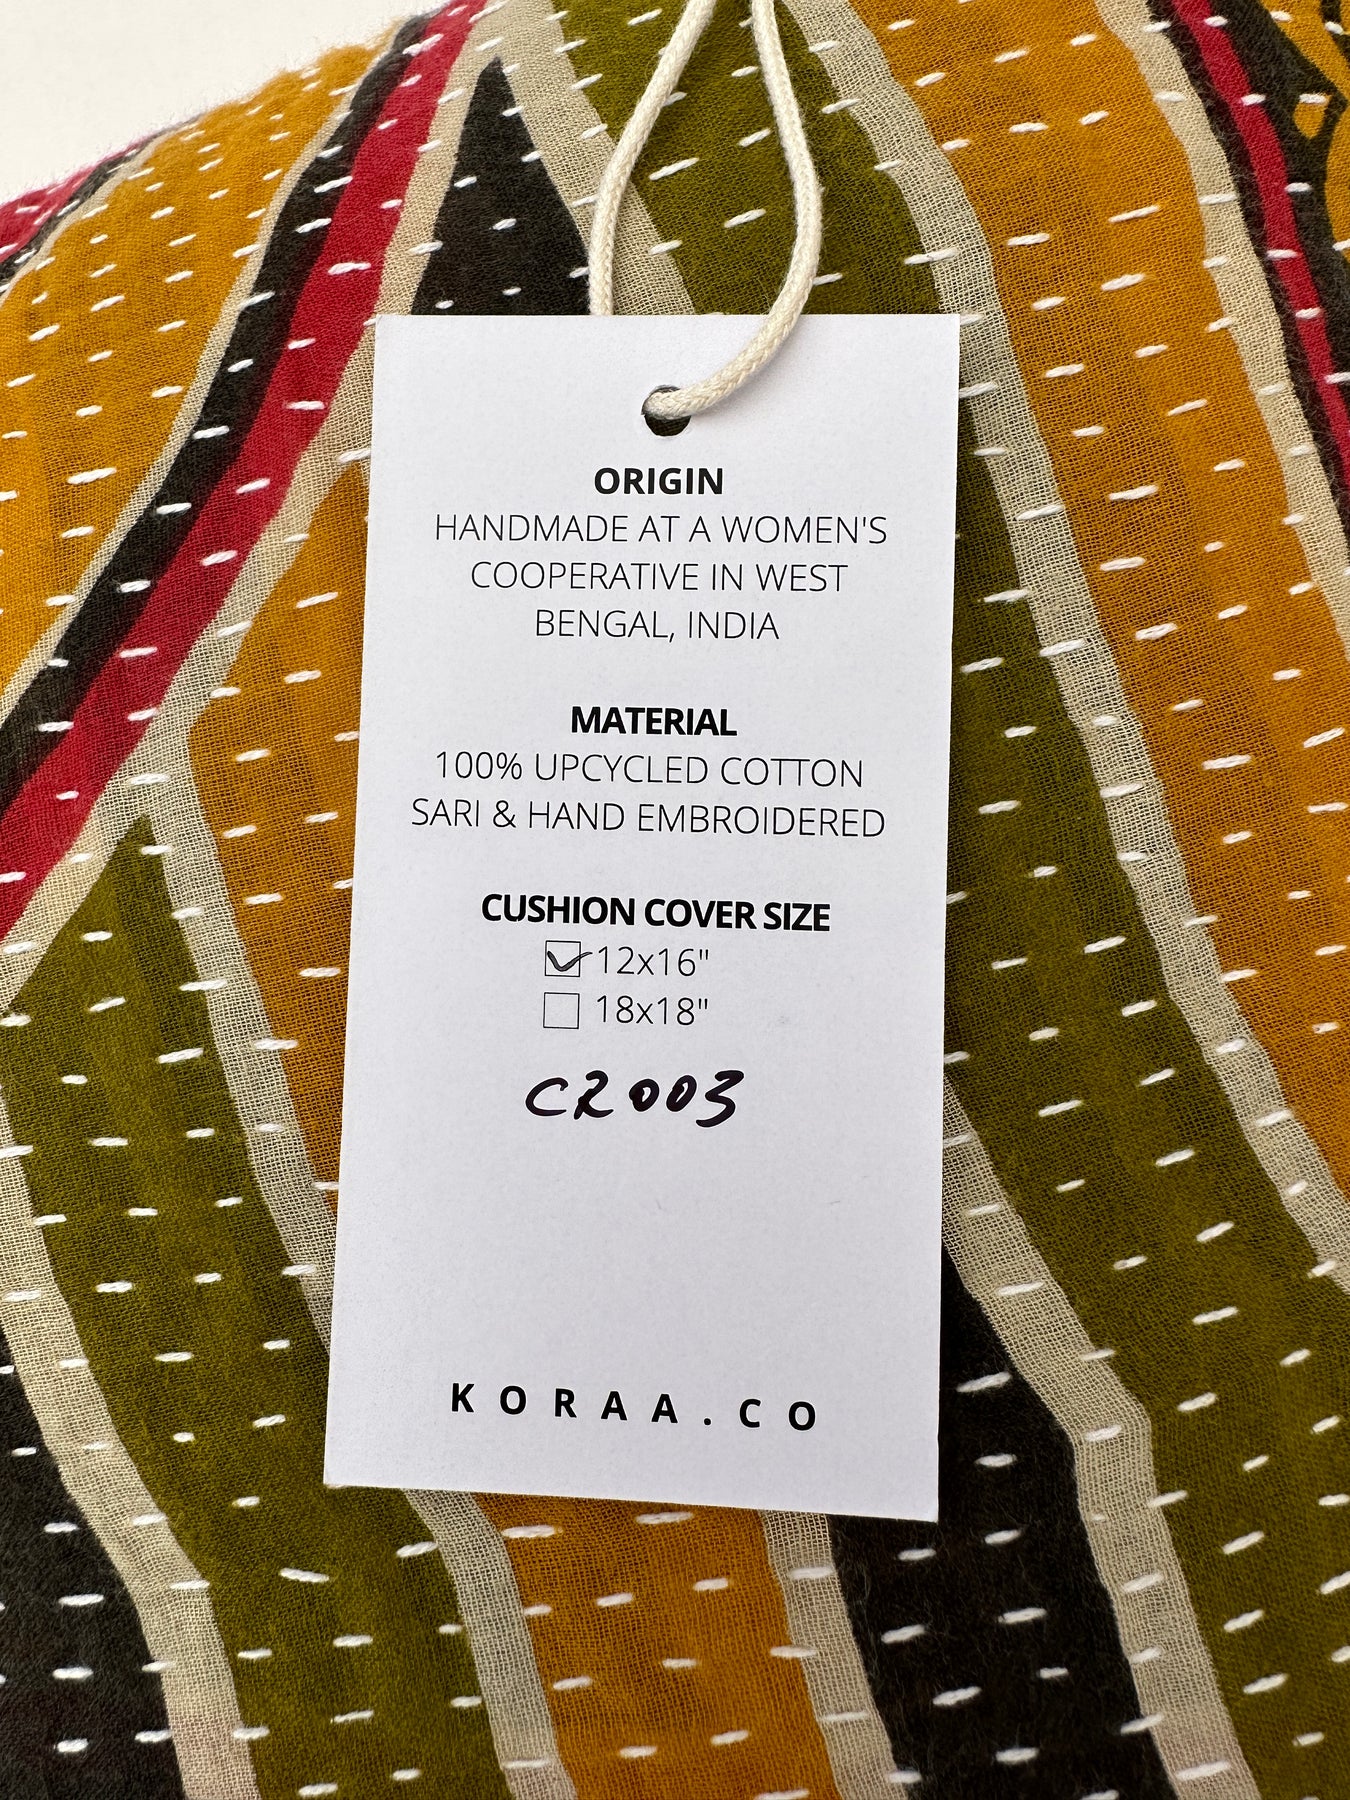 ORIGIN
HANDMADE AT A WOMEN'S
COOPERATIVE IN WEST
BENGAL, INDIA
MATERIAL
100% UPCYCLED COTTON
SARI & HAND EMBROIDERED
CUSHION COVER SIZE
12x16"
18x18"
CR003
KORAA.CO